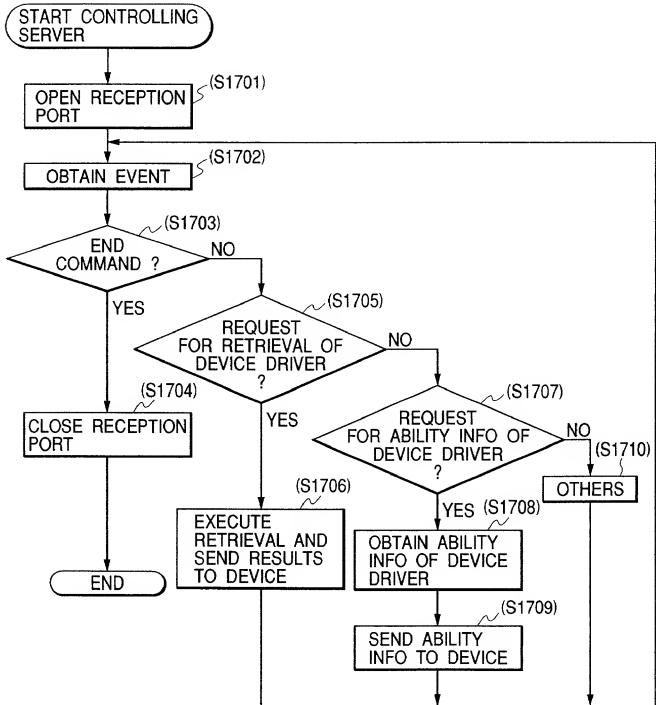 START CONTROLLING
SERVER
(S1701)
OPEN RECEPTION
PORT
(S1702)
OBTAIN EVENT
(S1703)
END
COMMAND ?
NO
YES
(S1705)
REQUEST
FOR RETRIEVAL OF
DEVICE DRIVER
?
NO
YES
(S1704)
CLOSE RECEPTION
PORT
(S1707)
REQUEST
FOR ABILITY INFO OF
DEVICE DRIVER
?
NO
YES
(S1710)
OTHERS
(S1706)
EXECUTE
RETRIEVAL AND
SEND RESULTS
TO DEVICE
(S1708)
OBTAIN ABILITY
INFO OF DEVICE
DRIVER
END
(S1709)
SEND ABILITY
INFO TO DEVICE